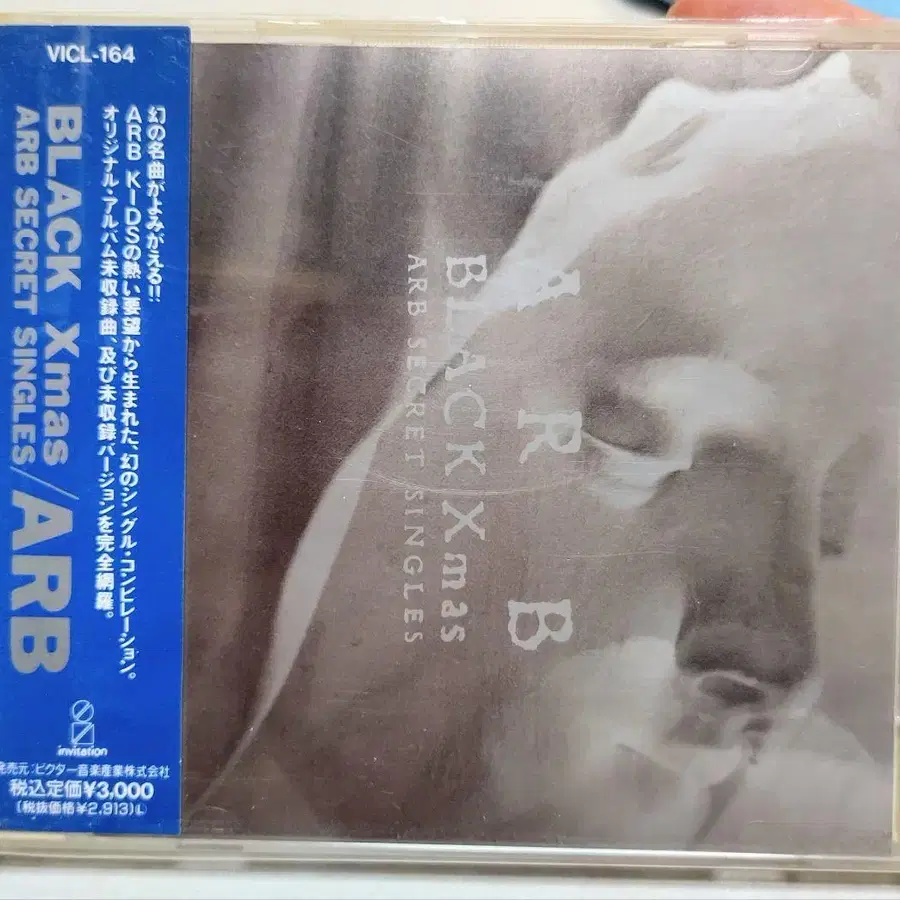 VICL-164
幻の名曲がよみがえる!!
ARB KIDSの熱い要望から生まれた、幻のシングル・コンピレーション。
オリジナル・アルバム未収録曲、及び未収録バージョンを完全網羅。
BLACK Xmas
ARB SECRET SINGLES/ARB
invitation
発売元:ビクター音楽産業株式会社
税込定価¥3,000
(税抜価格¥2,913)Ⓛ
ARB
BLACK Xmas
ARB SECRET SINGLES